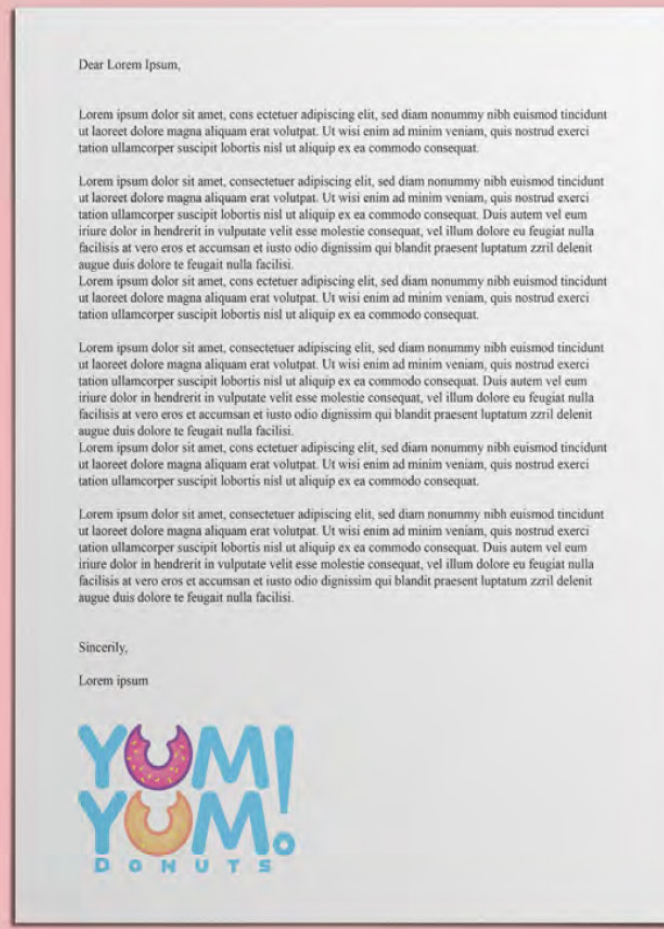 Dear Lorem Ipsum,
Lorem ipsum dolor sit amet, cons ectetuer adipiscing elit, sed diam nonummy nibh euismod tincidunt
ut laoreet dolore magna aliquam erat volutpat. Ut wisi enim ad minim veniam, quis nostrud exerci
tation ullamcorper suscipit lobortis nisl ut aliquip ex ea commodo consequat.
Lorem ipsum dolor sit amet, consectetuer adipiscing elit, sed diam nonummy nibh euismod tincidunt
ut laoreet dolore magna aliquam erat volutpat. Ut wisi enim ad minim veniam, quis nostrud exerci
tation ullamcorper suscipit lobortis nisl ut aliquip ex ea commodo consequat. Duis autem vel eum
iriure dolor in hendrerit in vulputate velit esse molestie consequat, vel illum dolore eu feugiat nulla
facilisis at vero eros et accumsan et iusto odio dignissim qui blandit praesent luptatum zzril delenit
augue duis dolore te feugait nulla facilisi.
Lorem ipsum dolor sit amet, cons ectetuer adipiscing elit, sed diam nonummy nibh euismod tincidunt
ut laoreet dolore magna aliquam erat volutpat. Ut wisi enim ad minim veniam, quis nostrud exerci
tation ullamcorper suscipit lobortis nisl ut aliquip ex ea commodo consequat.
Lorem ipsum dolor sit amet, consectetuer adipiscing elit, sed diam nonummy nibh euismod tincidunt
ut laoreet dolore magna aliquam erat volutpat. Ut wisi enim ad minim veniam, quis nostrud exerci
tation ullamcorper suscipit lobortis nisl ut aliquip ex ea commodo consequat. Duis autem vel eum
iriure dolor in hendrerit in vulputate velit esse molestie consequat, vel illum dolore eu feugiat nulla
facilisis at vero eros et accumsan et iusto odio dignissim qui blandit praesent luptatum zzril delenit
augue duis dolore te feugait nulla facilisi.
Lorem ipsum dolor sit amet, cons ectetuer adipiscing elit, sed diam nonummy nibh euismod tincidunt
ut laoreet dolore magna aliquam erat volutpat. Ut wisi enim ad minim veniam, quis nostrud exerci
tation ullamcorper suscipit lobortis nisl ut aliquip ex ea commodo consequat.
Lorem ipsum dolor sit amet, consectetuer adipiscing elit, sed diam nonummy nibh euismod tincidunt
ut laoreet dolore magna aliquam erat volutpat. Ut wisi enim ad minim veniam, quis nostrud exerci
tation ullamcorper suscipit lobortis nisl ut aliquip ex ea commodo consequat. Duis autem vel eum
iriure dolor in hendrerit in vulputate velit esse molestie consequat, vel illum dolore eu feugiat nulla
facilisis at vero eros et accumsan et iusto odio dignissim qui blandit praesent luptatum zzril delenit
augue duis dolore te feugait nulla facilisi.
Sincerily,
Lorem ipsum
YUM!
YUM
DONUTS